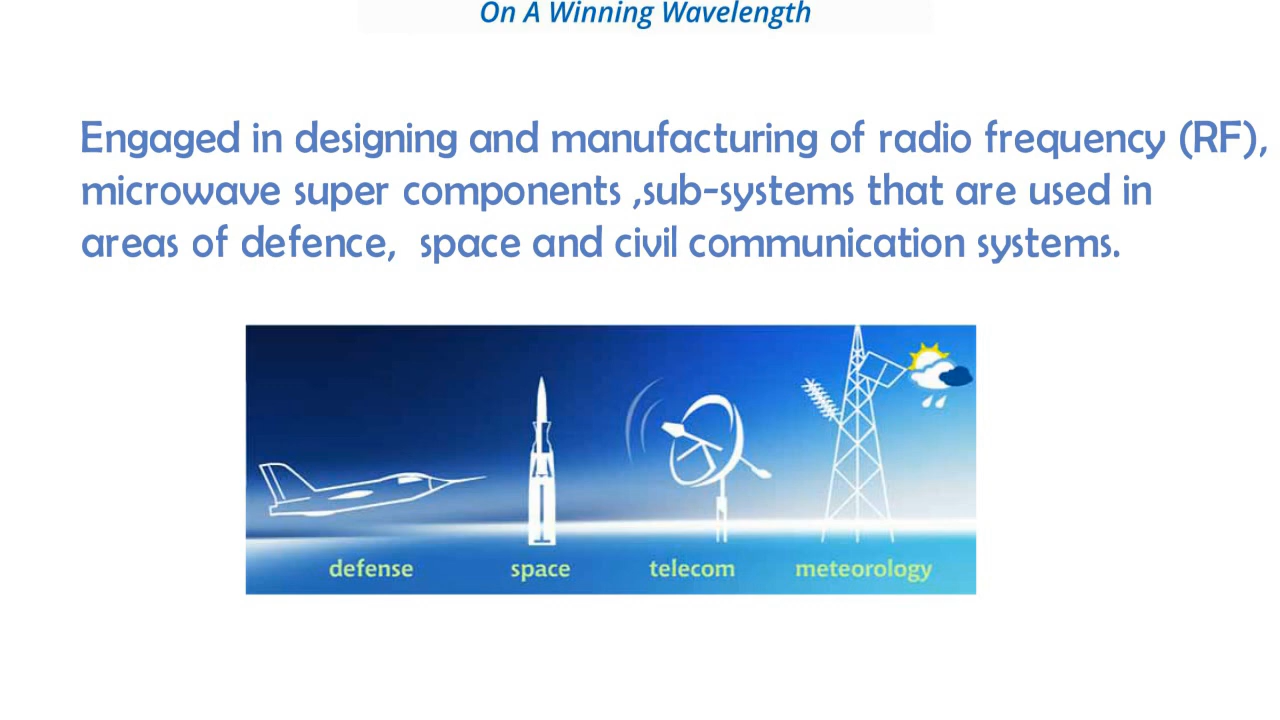 On A Winning Wavelength
Engaged in designing and manufacturing of radio frequency (RF),
microwave super components ,sub-systems that are used in
areas of defence,  space and civil communication systems.
defense space telecom meteorology